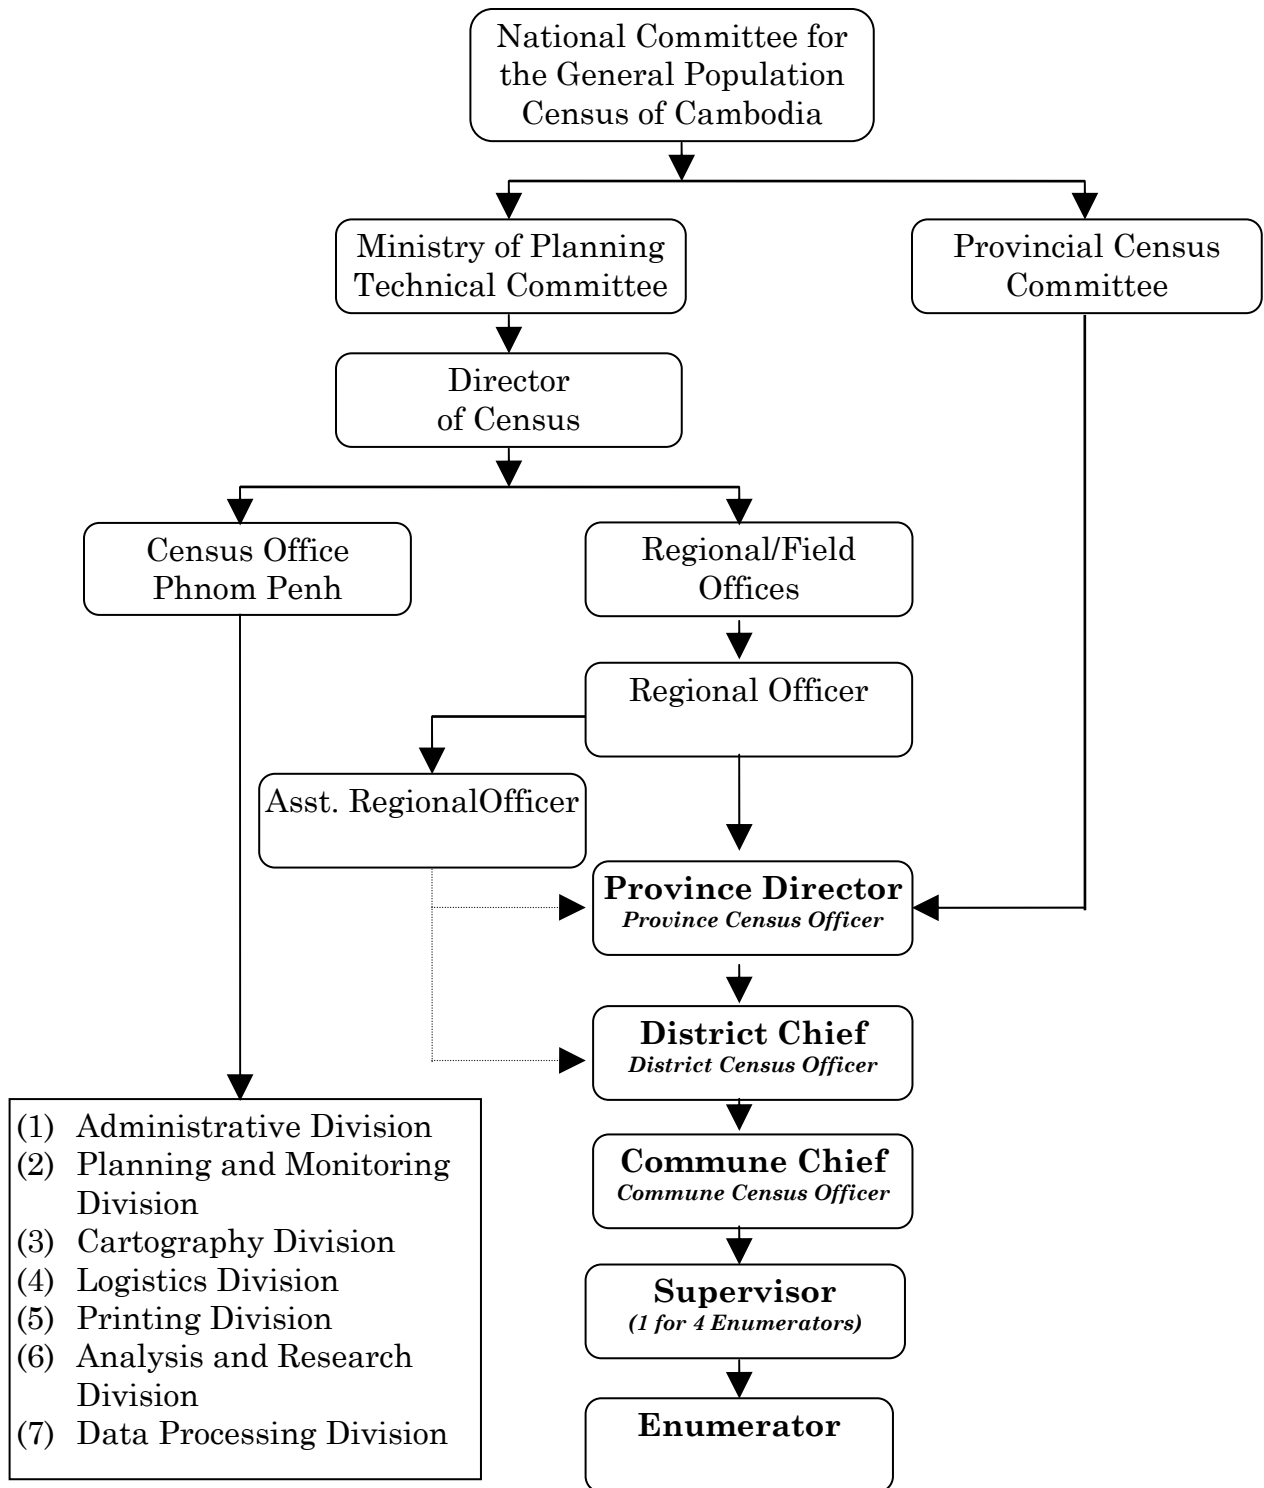 National Committee for
the General Population
Census of Cambodia
Ministry of Planning
Technical Committee
Provincial Census
Committee
Director
of Census
Census Office
Phnom Penh
Regional/Field
Offices
Regional Officer
Asst. RegionalOfficer
Province Director
Province Census Officer
District Chief
District Census Officer
Commune Chief
Commune Census Officer
Supervisor
(1 for 4 Enumerators)
Enumerator
(1) Administrative Division
(2) Planning and Monitoring
Division
(3) Cartography Division
(4) Logistics Division
(5) Printing Division
(6) Analysis and Research
Division
(7) Data Processing Division